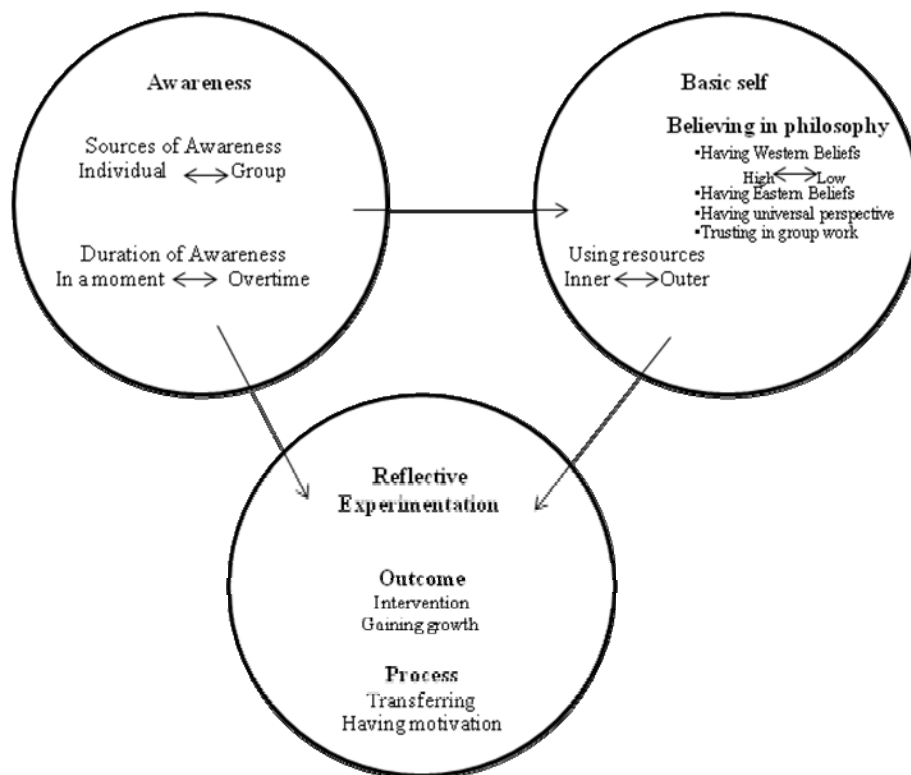 Awareness
Sources of Awareness
Individual Group
Duration of Awareness
In a moment Overtime
Basic self
Believing in philosophy
▪Having Western Beliefs
High Low
▪Having Eastern Beliefs
▪Having universal perspective
▪Trusting in group work
Using resources
Inner Outer
Reflective
Experimentation
Outcome
Intervention
Gaining growth
Process
Transferring
Having motivation